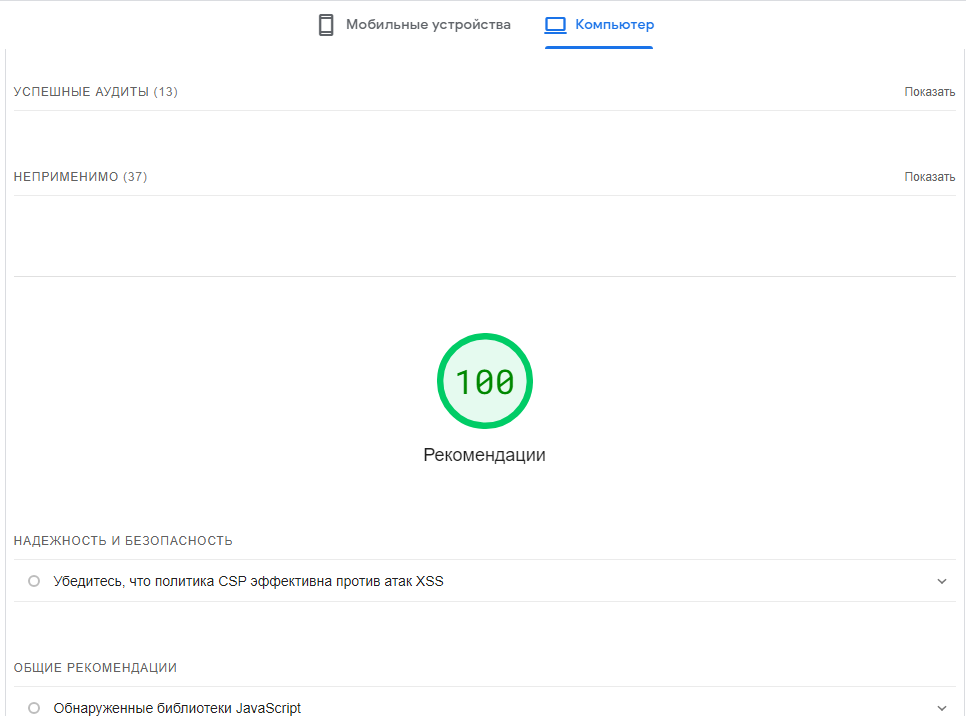 Мобильные устройства
Компьютер
УСПЕШНЫЕ АУДИТЫ (13)
Показать
НЕПРИМЕНИМО (37)
Показать
100
Рекомендации
НАДЕЖНОСТЬ И БЕЗОПАСНОСТЬ
Убедитесь, что политика CSP эффективна против атак XSS
ОБЩИЕ РЕКОМЕНДАЦИИ
Обнаруженные библиотеки JavaScript